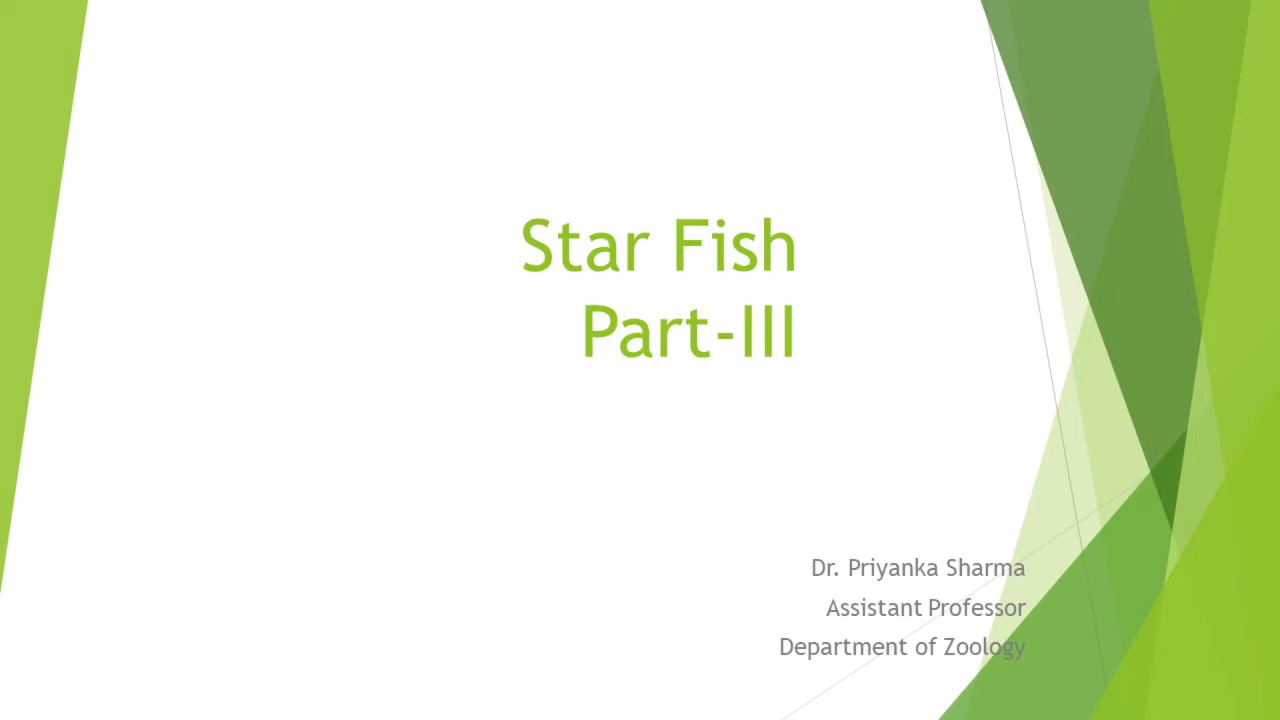 Star Fish
Part-III
Dr. Priyanka Sharma
Assistant Professor
Department of Zoology